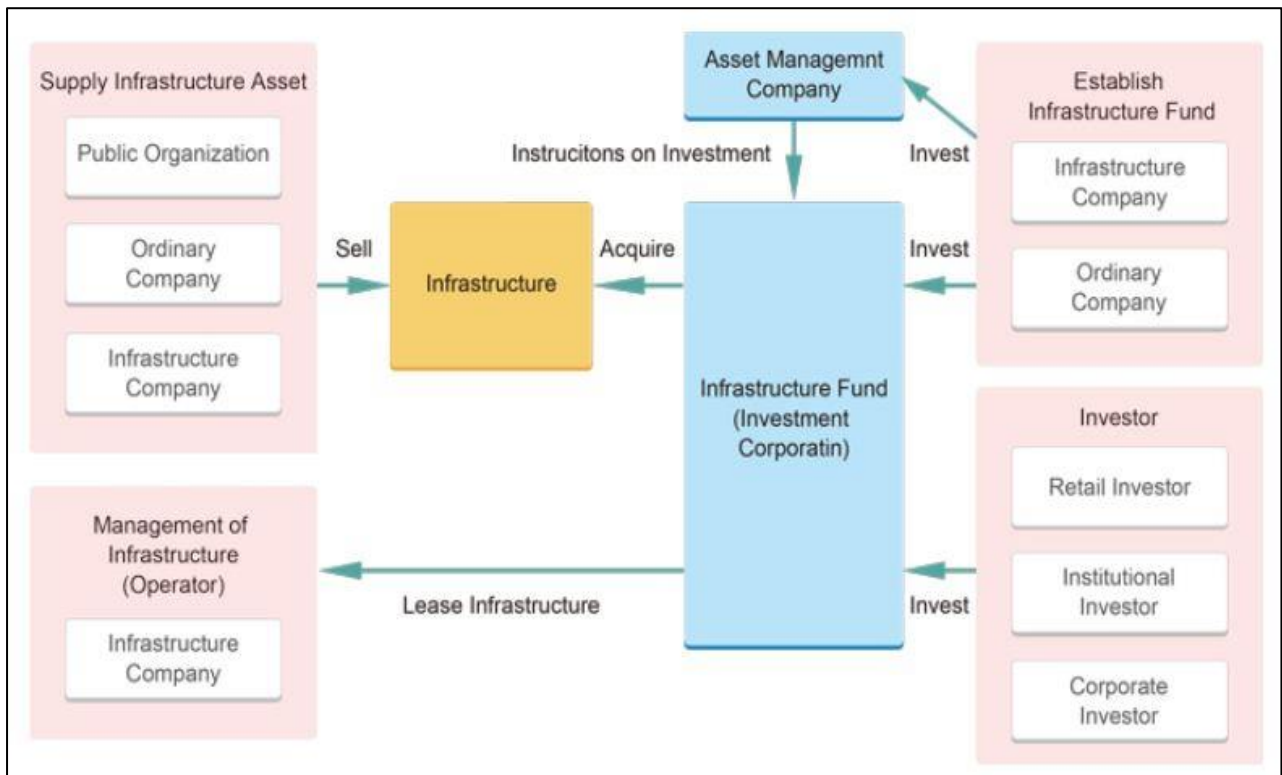 Supply Infrastructure Asset
Public Organization
Ordinary
Company
Infrastructure
Company
Sell
Infrastructure
Acquire
Asset Managemnt
Company
Instrucitons on Investment
Infrastructure Fund
(Investment
Corporatin)
Invest
Invest
Establish
Infrastructure Fund
Infrastructure
Company
Ordinary
Company
Management of
Infrastructure
(Operator)
Infrastructure
Company
Lease Infrastructure
Invest
Investor
Retail Investor
Institutional
Investor
Corporate
Investor